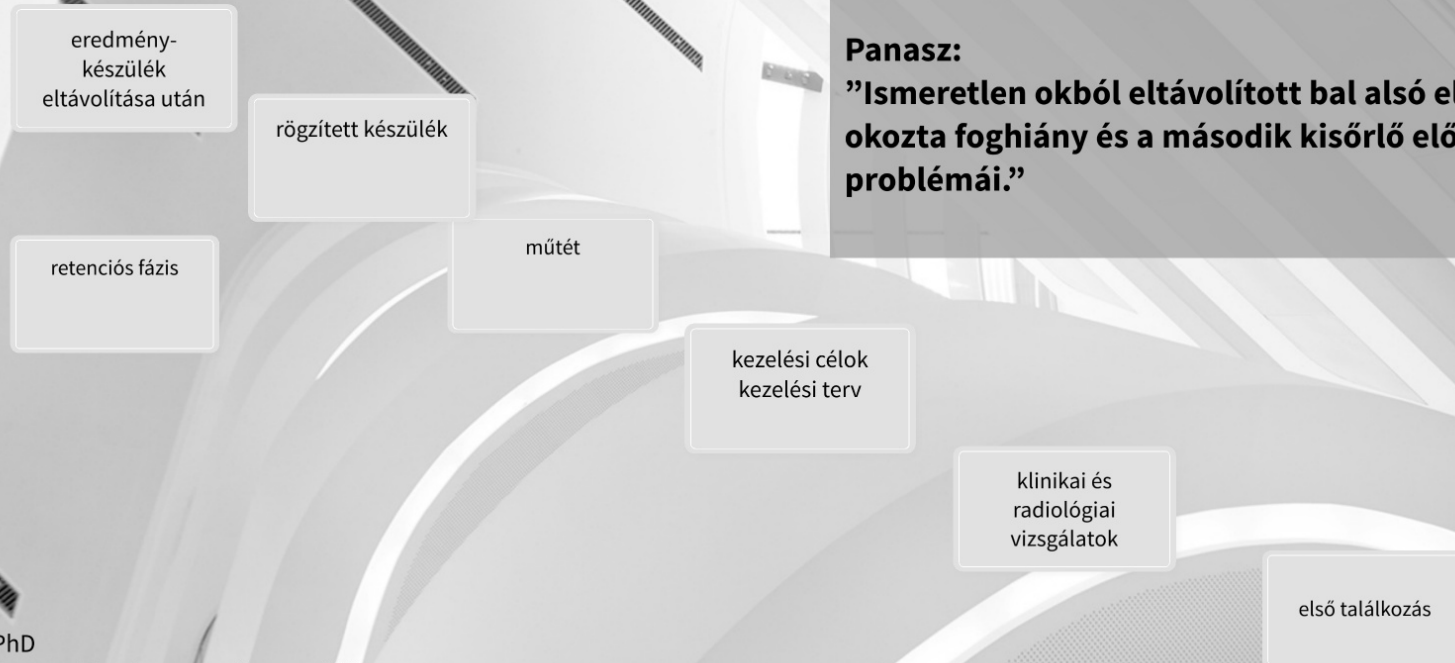 eredmény-
készülék
eltávolítása után
rögzített készülék
retenciós fázis
műtét
kezelési célok
kezelési terv
klinikai és
radiológiai
vizsgálatok
első találkozás
Panasz:
”Ismeretlen okból eltávolított bal alsó
okozta foghiány és a második kisőrlő
problémái.”
PhD